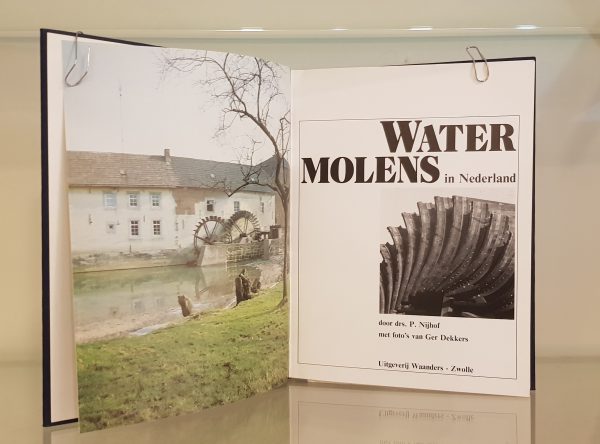 WATER
MOLENS in Nederland
door drs. P. Nijhof
met foto's van Ger Dekkers
Uitgeverij Waanders - Zwolle